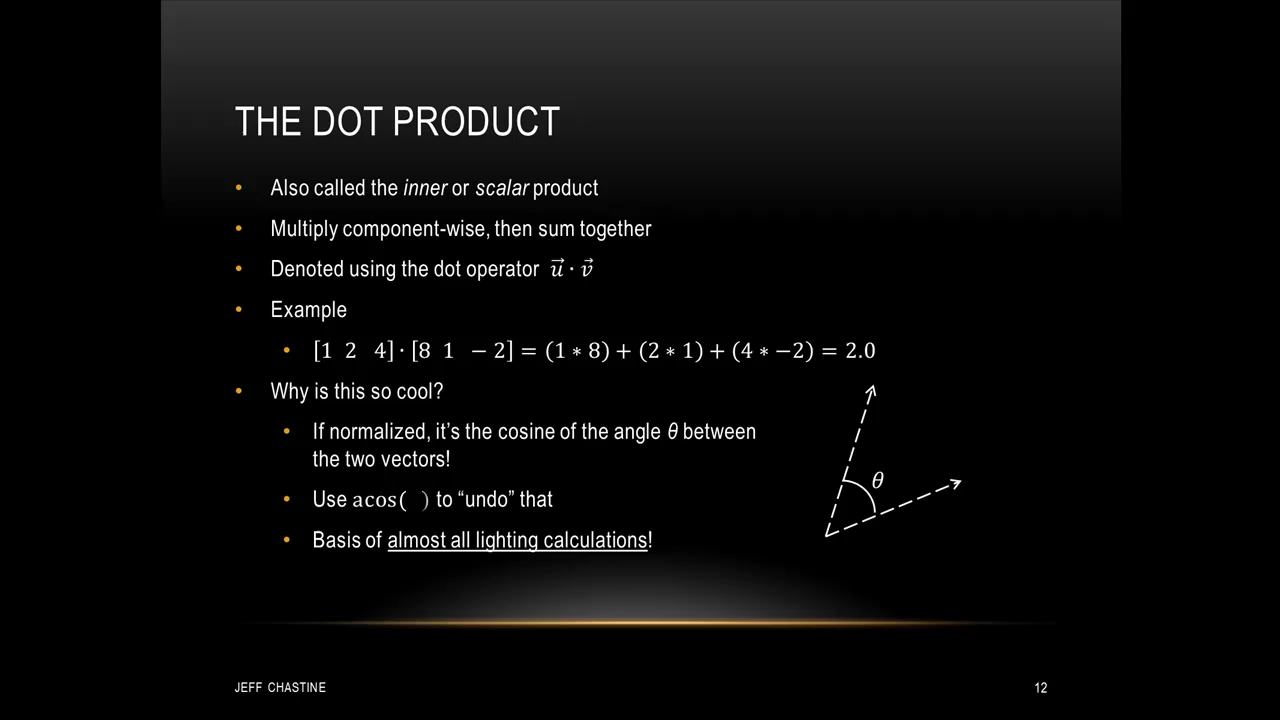 THE DOT PRODUCT
• Also called the inner or scalar product
• Multiply component-wise, then sum together
• Denoted using the dot operator u⃗ · v⃗
• Example
• [1 2 4] · [8 1 − 2] = (1 ∗ 8) + (2 ∗ 1) + (4 ∗ −2) = 2.0
• Why is this so cool?
• If normalized, it's the cosine of the angle θ between
the two vectors!
θ
• Use acos( ) to “undo” that
• Basis of almost all lighting calculations!
JEFF CHASTINE
12